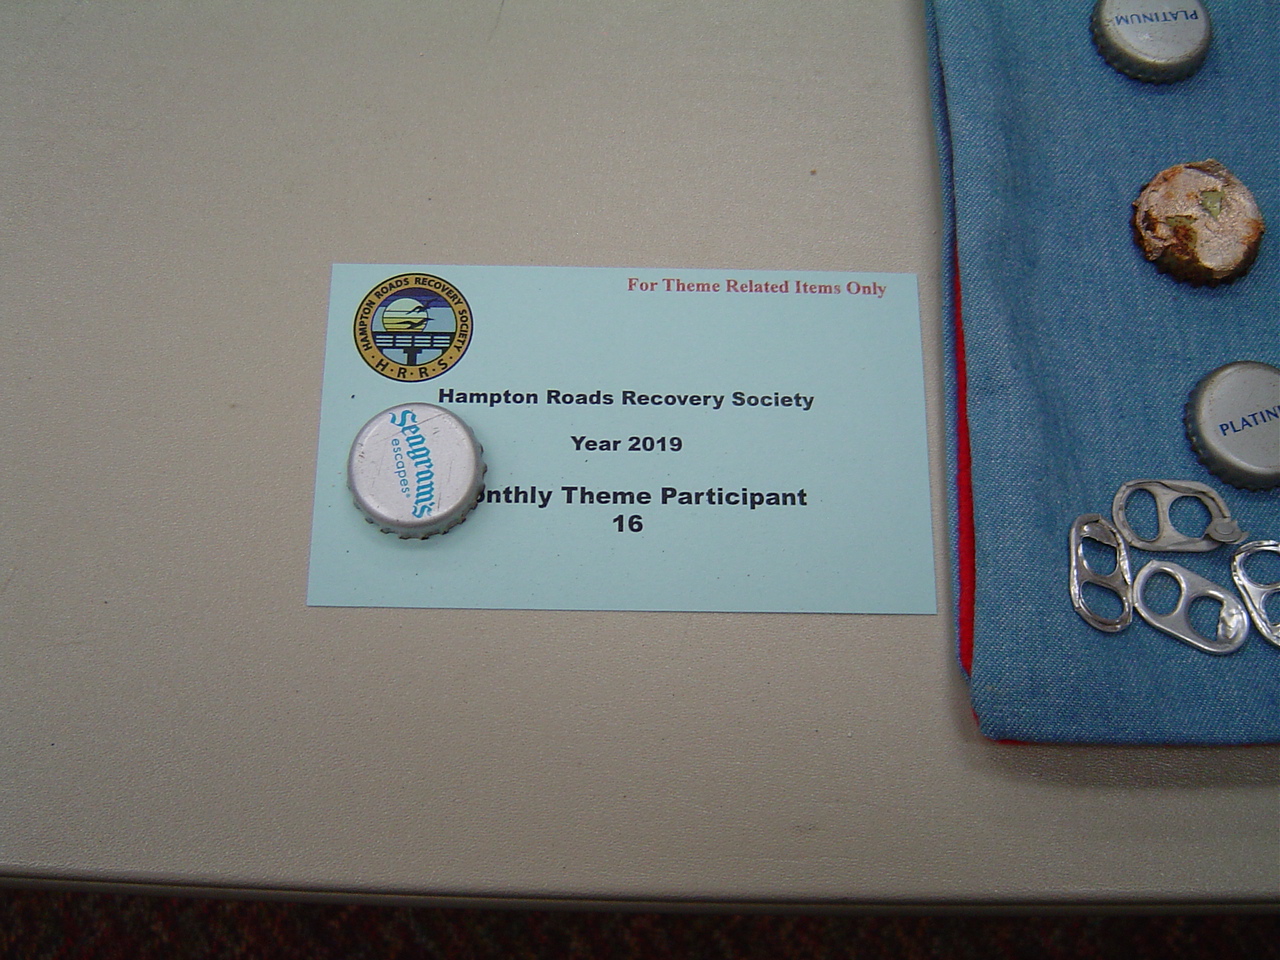 PLATINUM
For Theme Related Items Only
HAMPTON ROADS RECOVERY SOCIETY
· H · R · R · S ·
Hampton Roads Recovery Society
Year 2019
Seagram's
escapes
onthly Theme Participant
16
PLATIN